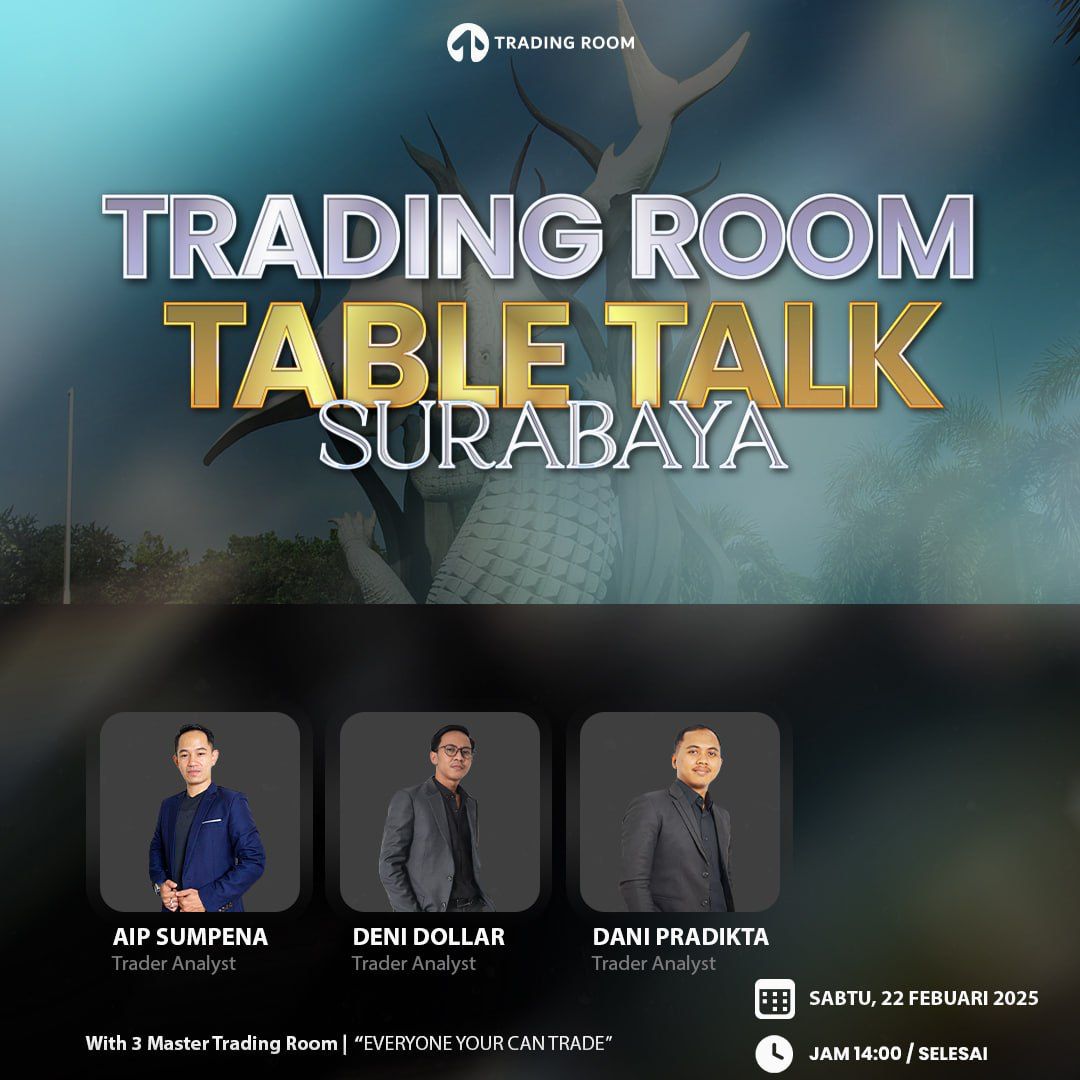 TRADING ROOM
TRADING ROOM
TABLE TALK
SURABAYA
AIP SUMPENA
Trader Analyst
DENI DOLLAR
Trader Analyst
DANI PRADIKTA
Trader Analyst
SABTU, 22 FEBUARI 2025
With 3 Master Trading Room | “EVERYONE YOUR CAN TRADE”
JAM 14:00 / SELESAI